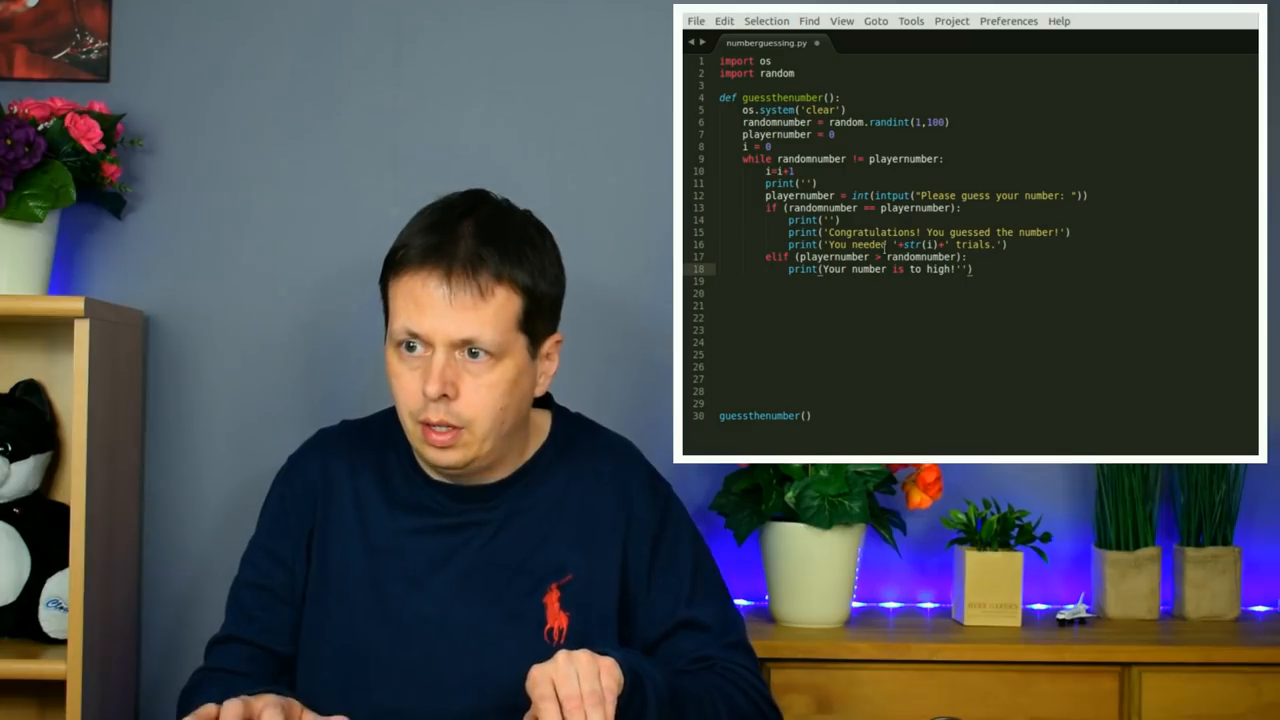 File Edit Selection Find View Goto Tools Project Preferences Help
numberguessing.py
1 import os
2 import random
3
4 def guessthenumber():
5 os.system('clear')
6 randomnumber = random.randint(1,100)
7 playernumber = 0
8 i = 0
9 while randomnumber != playernumber:
10 i=i+1
11 print('')
12 playernumber = int(intput("Please guess your number: "))
13 if (randomnumber == playernumber):
14 print('')
15 print('Congratulations! You guessed the number!')
16 print('You needed '+str(i)+' trials.')
17 elif (playernumber > randomnumber):
18 print(Your number is to high!'')
19
20
21
22
23
24
25
26
27
28
29
30 guessthenumber()